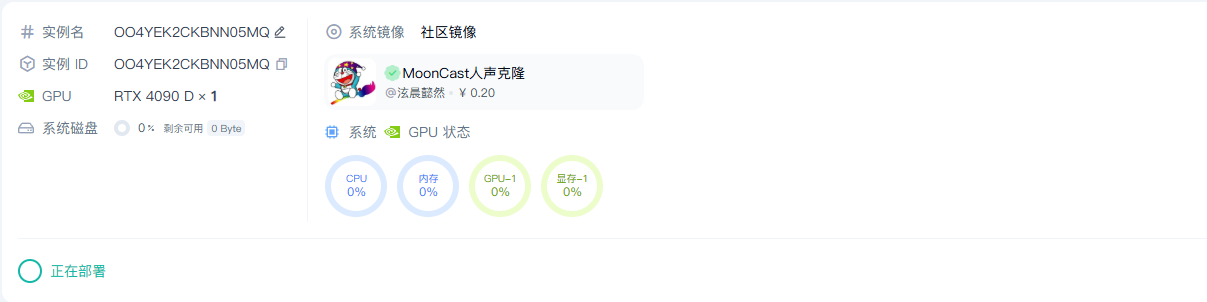 实例名 OO4YEK2CKBNN05MQ
实例 ID OO4YEK2CKBNN05MQ
GPU RTX 4090 D × 1
系统磁盘 0% 剩余可用 0 Byte
系统镜像 社区镜像
MoonCast人声克隆
@泫晨懿然 ¥ 0.20
系统 GPU 状态
CPU 0%
内存 0%
GPU-1 0%
显存-1 0%
正在部署